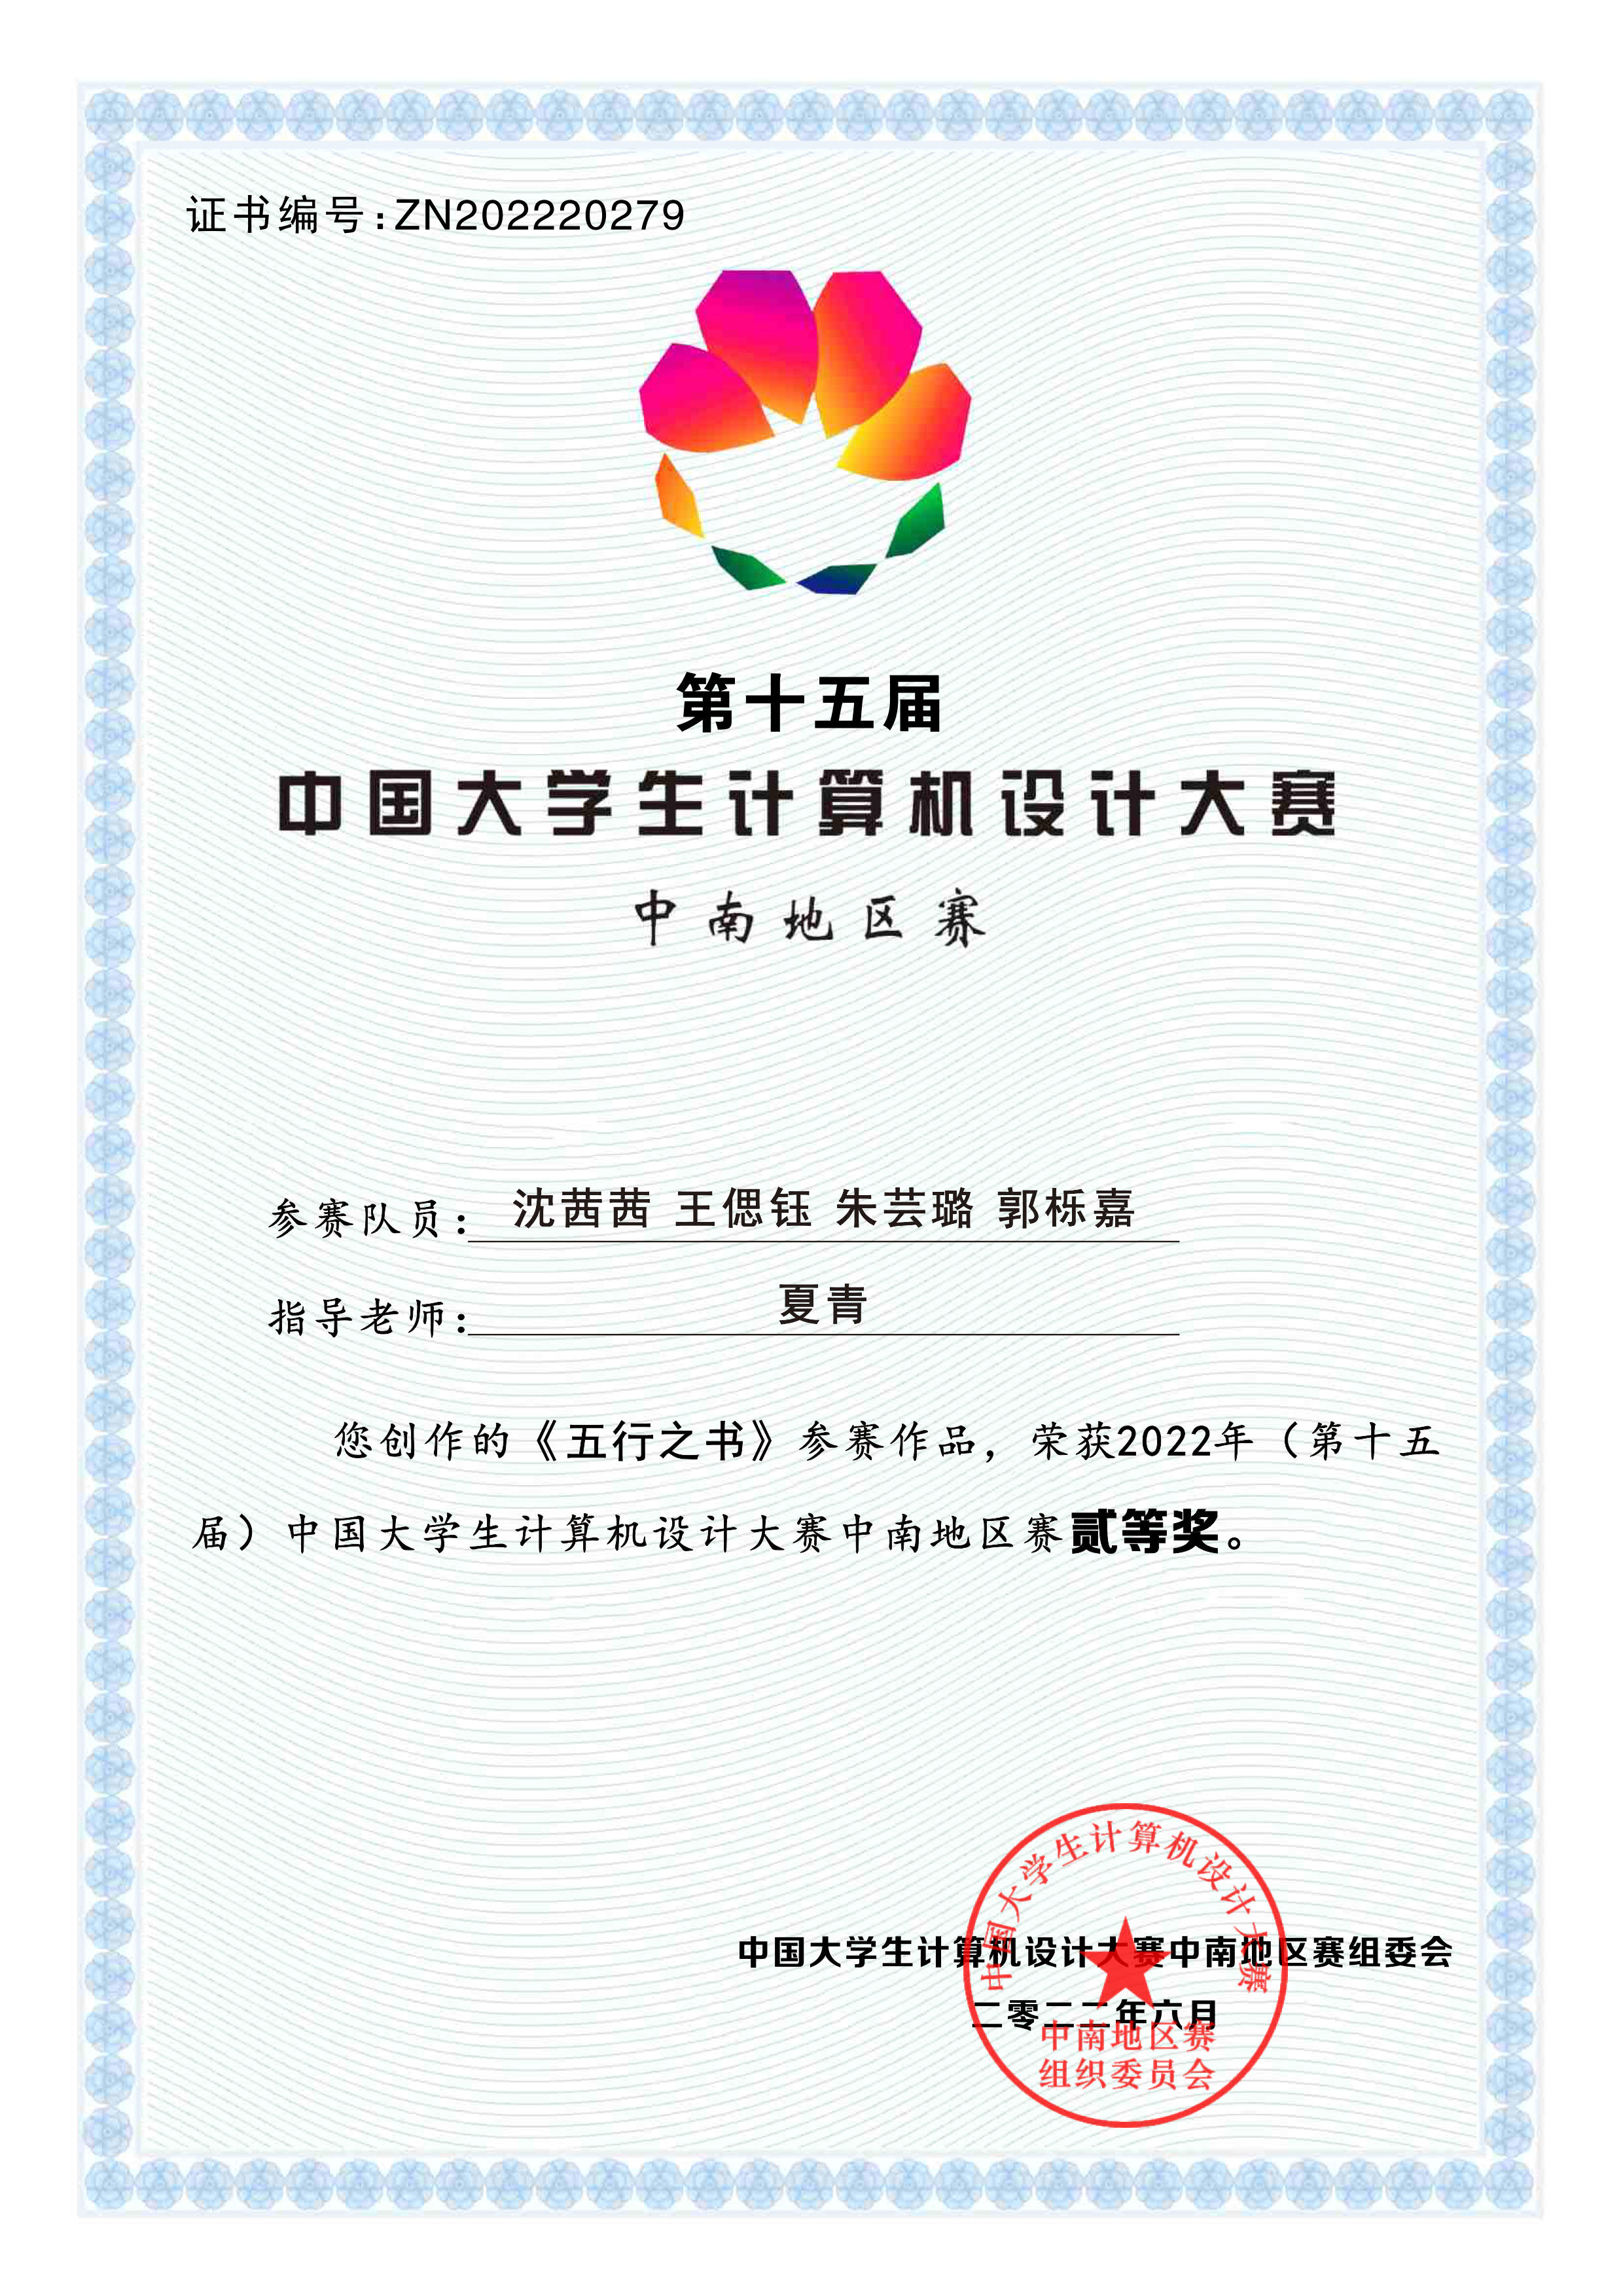 证书编号:ZN202220279
第十五届
中国大学生计算机设计大赛
中南地区赛
参赛队员: 沈茜茜 王偲钰 朱芸璐 郭栎嘉
指导老师: 夏青
您创作的《五行之书》参赛作品，荣获2022年（第十五
届）中国大学生计算机设计大赛中南地区赛贰等奖。
中国大学生计算机设计大赛中南地区赛组委会
二零二二年六月
中国大学生计算机设计大赛
中南地区赛
组织委员会